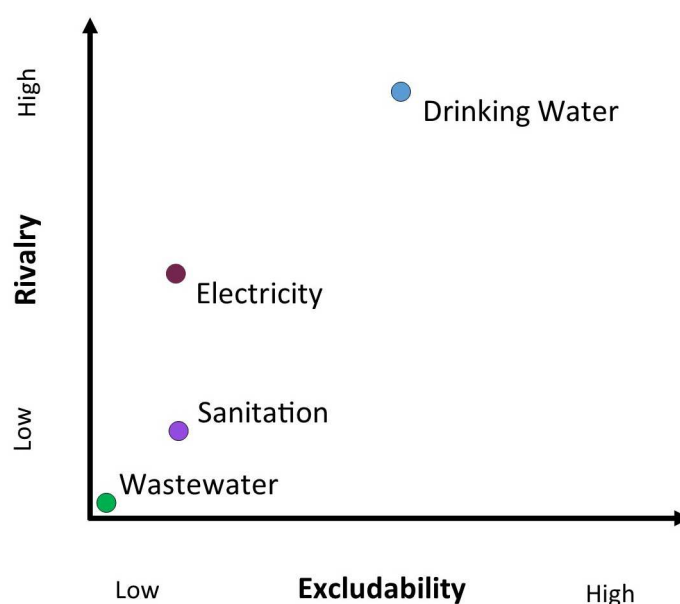 High
Drinking Water
Rivalry
Electricity
Sanitation
Low
Wastewater
Low
Excludability
High